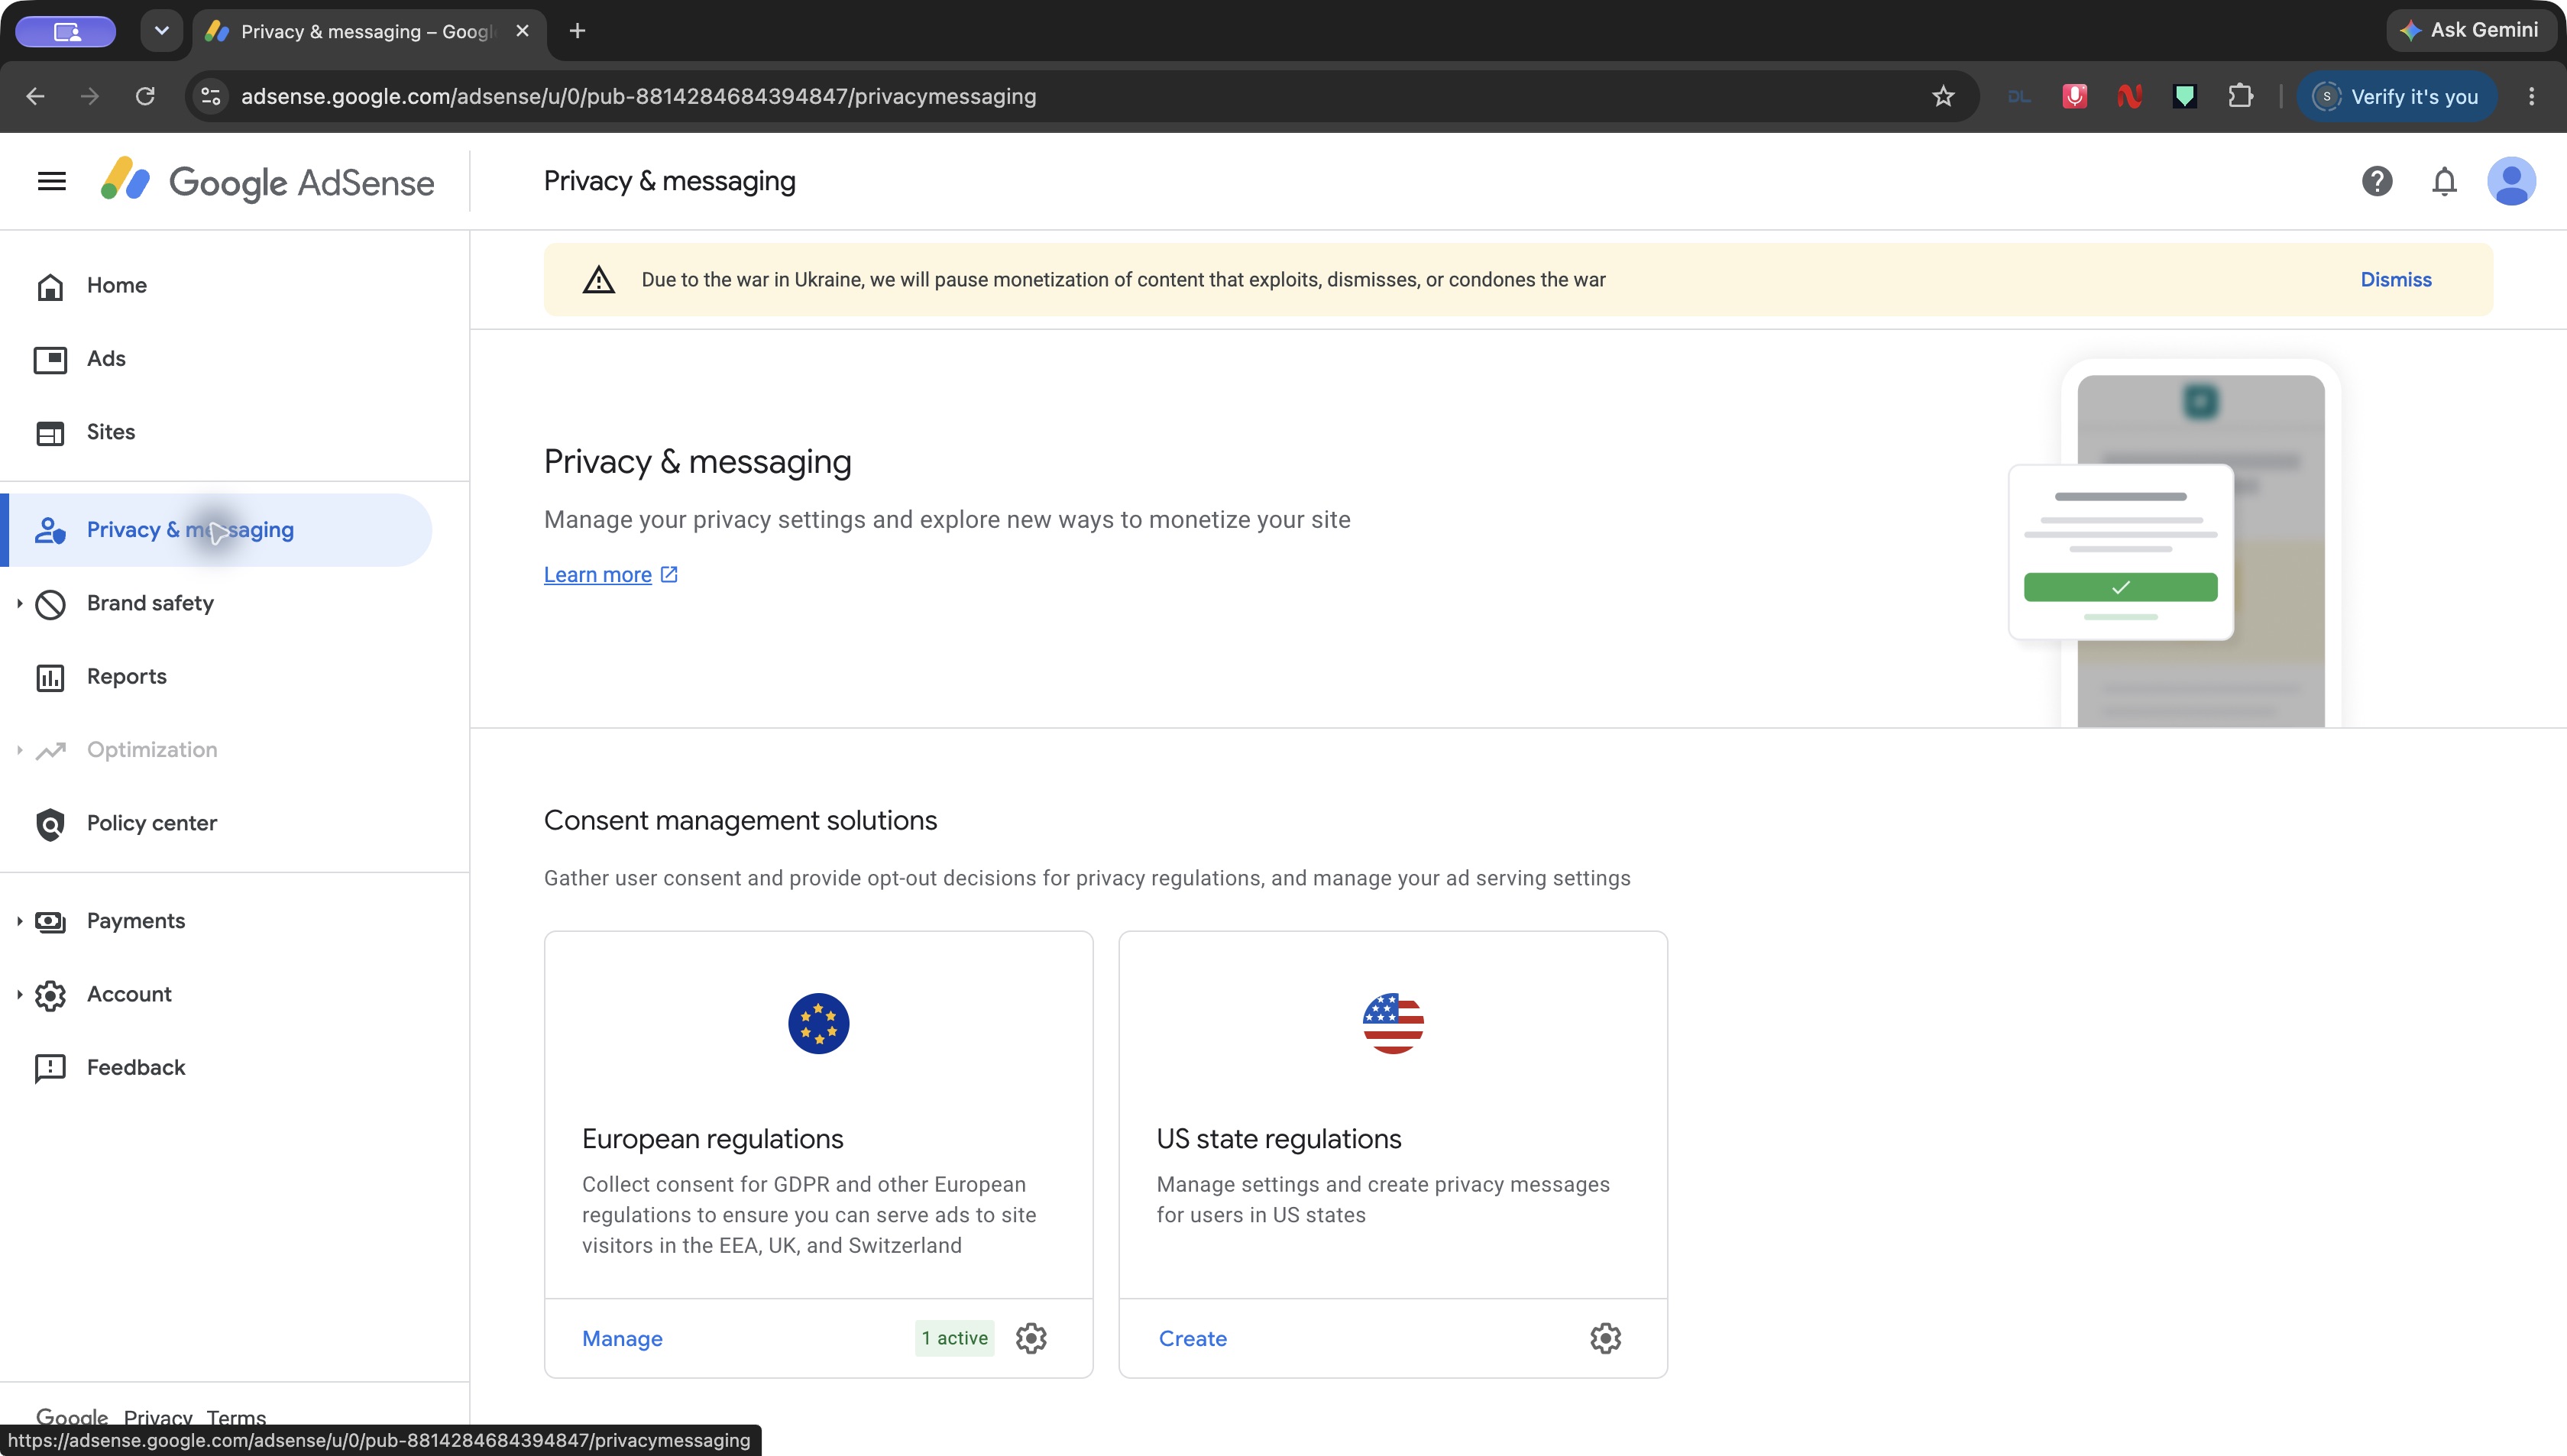 Privacy & messaging – Googl
Ask Gemini
adsense.google.com/adsense/u/0/pub-8814284684394847/privacymessaging
DL
S
Verify it's you
Google AdSense
Privacy & messaging
Home
Ads
Sites
Privacy & messaging
Brand safety
Reports
Optimization
Policy center
Payments
Account
Feedback
Google Privacy Terms
https://adsense.google.com/adsense/u/0/pub-8814284684394847/privacymessaging
Due to the war in Ukraine, we will pause monetization of content that exploits, dismisses, or condones the war
Dismiss
Privacy & messaging
Manage your privacy settings and explore new ways to monetize your site
Learn more
Consent management solutions
Gather user consent and provide opt-out decisions for privacy regulations, and manage your ad serving settings
European regulations
Collect consent for GDPR and other European
regulations to ensure you can serve ads to site
visitors in the EEA, UK, and Switzerland
Manage
1 active
US state regulations
Manage settings and create privacy messages
for users in US states
Create